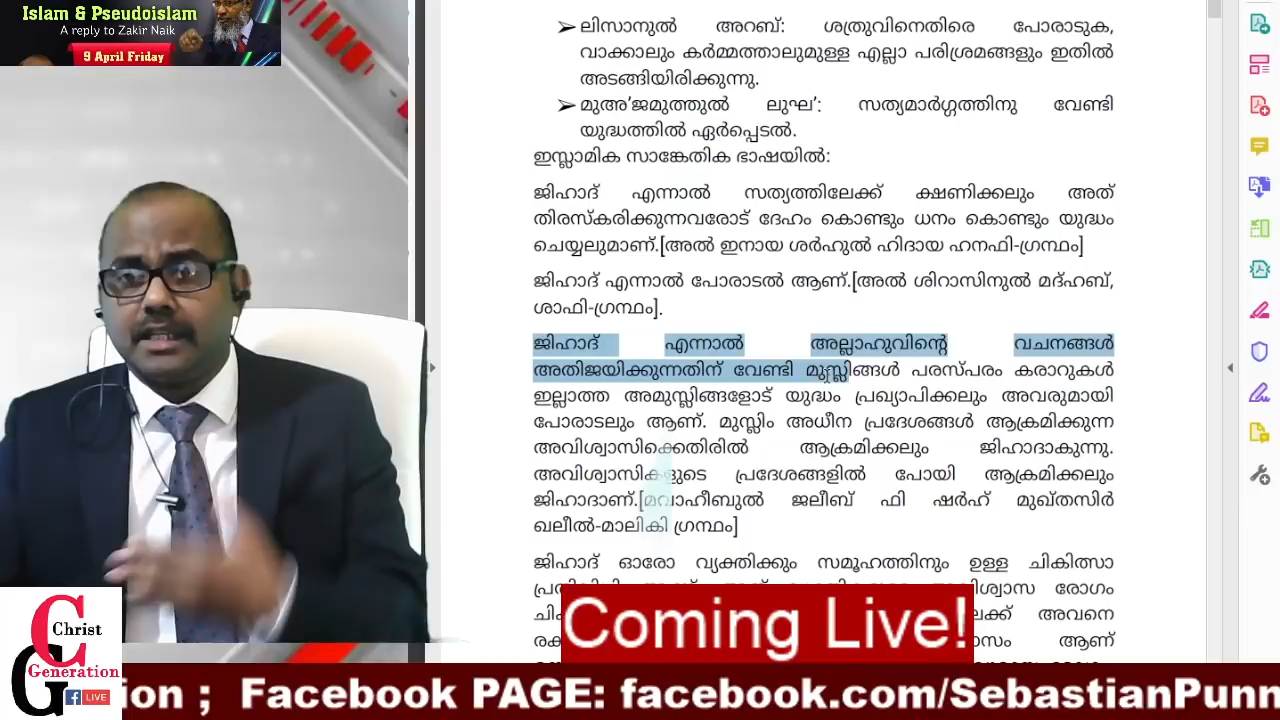 Islam & Pseudoislam
A reply to Zakir Naik
9 April Friday
➢ ലിസാനുൽ അറബ്: ശത്രുവിനെതിരെ പോരാടുക,
വാക്കാലും കർമ്മത്താലുമുള്ള എല്ലാ പരിശ്രമങ്ങളും ഇതിൽ
അടങ്ങിയിരിക്കുന്നു.
➢ മുഅ'ജമുത്തുൽ ലുഘ': സത്യമാർഗ്ഗത്തിനു വേണ്ടി
യുദ്ധത്തിൽ ഏർപ്പെടൽ.
ഇസ്ലാമിക സാങ്കേതിക ഭാഷയിൽ:
ജിഹാദ് എന്നാൽ സത്യത്തിലേക്ക് ക്ഷണിക്കലും അത്
തിരസ്കരിക്കുന്നവരോട് ദേഹം കൊണ്ടും ധനം കൊണ്ടും യുദ്ധം
ചെയ്യലുമാണ്.[അൽ ഇനായ ശർഹുൽ ഹിദായ ഹനഫി-ഗ്രന്ഥം]
ജിഹാദ് എന്നാൽ പോരാടൽ ആണ്.[അൽ ശിറാസിനുൽ മദ്ഹബ്,
ശാഫി-ഗ്രന്ഥം].
ജിഹാദ് എന്നാൽ അല്ലാഹുവിന്റെ വചനങ്ങൾ
അതിജയിക്കുന്നതിന് വേണ്ടി മുസ്ലിങ്ങൾ പരസ്പരം കരാറുകൾ
ഇല്ലാത്ത അമുസ്ലിങ്ങളോട് യുദ്ധം പ്രഖ്യാപിക്കലും അവരുമായി
പോരാടലും ആണ്. മുസ്ലിം അധീന പ്രദേശങ്ങൾ ആക്രമിക്കുന്ന
അവിശ്വാസിക്കെതിരിൽ ആക്രമിക്കലും ജിഹാദാകുന്നു.
അവിശ്വാസികളുടെ പ്രദേശങ്ങളിൽ പോയി ആക്രമിക്കലും
ജിഹാദാണ്.[മവാഹീബുൽ ജലീബ് ഫി ഷർഹ് മുഖ്തസിർ
ഖലീൽ-മാലികി ഗ്രന്ഥം]
ജിഹാദ് ഓരോ വ്യക്തിക്കും സമൂഹത്തിനും ഉള്ള ചികിത്സാ
രോഗം
അവനെ
ആണ്
Coming Live!
Christ
Generation
LIVE
; Facebook PAGE: facebook.com/SebastianPunn